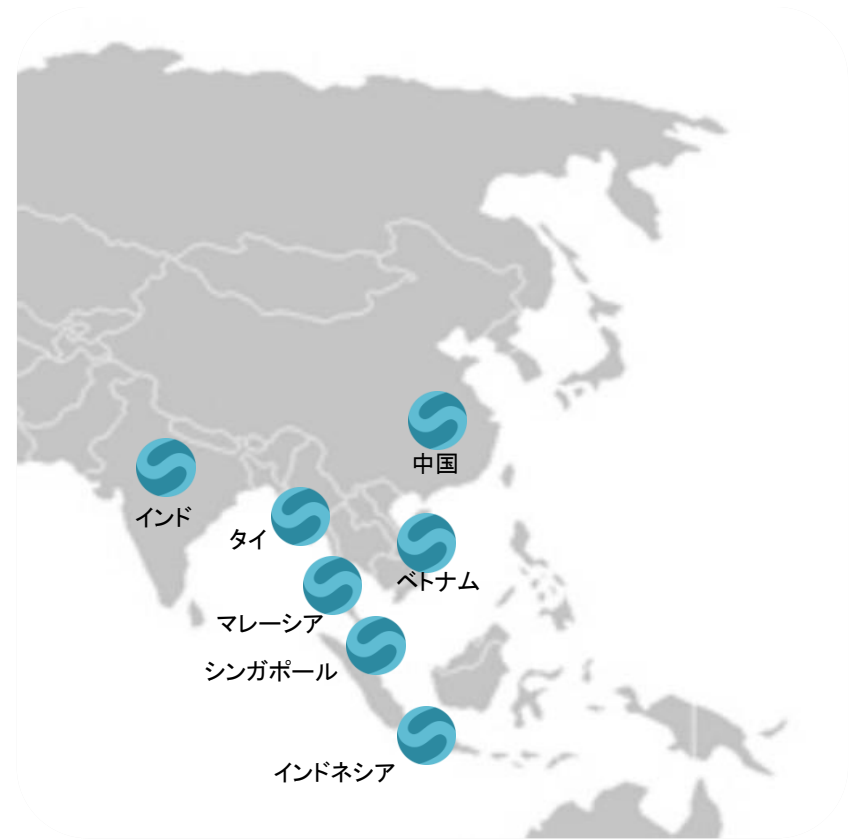 中国
インド
タイ
ベトナム
マレーシア
シンガポール
インドネシア